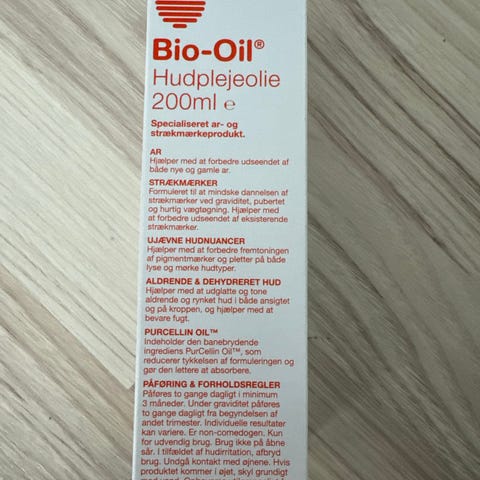 Bio-Oil®
Hudplejeolie
200ml ℮
Specialiseret ar- og
strækmærkeprodukt.
AR
Hjælper med at forbedre udseendet af
både nye og gamle ar.
STRÆKMÆRKER
Formuleret til at mindske dannelsen af
strækmærker ved graviditet, pubertet
og hurtig vægtøgning. Hjælper med
at forbedre udseendet af eksisterende
strækmærker.
UJÆVNE HUDNUANCER
Hjælper med at forbedre fremtoningen
af pigmentmærker og pletter på både
lyse og mørke hudtyper.
ALDRENDE & DEHYDRERET HUD
Hjælper med at udglatte og tone
aldrende og rynket hud i både ansigtet
og på kroppen, og hjælper med at
bevare fugt.
PURCELLIN OIL™
Indeholder den banebrydende
ingrediens PurCellin Oil™, som
reducerer tykkelsen af formuleringen og
gør den lettere at absorbere.
PÅFØRING & FORHOLDSREGLER
Påføres to gange dagligt i minimum
3 måneder. Under graviditet påføres
to gange dagligt fra begyndelsen af
andet trimester. Individuelle resultater
kan variere. Er non-comedogen. Kun
for udvendig brug. Brug ikke på åbne
sår. I tilfældet af hudirritation, afbryd
brug. Undgå kontakt med øjnene. Hvis
produktet kommer i øjet, skyl grundigt